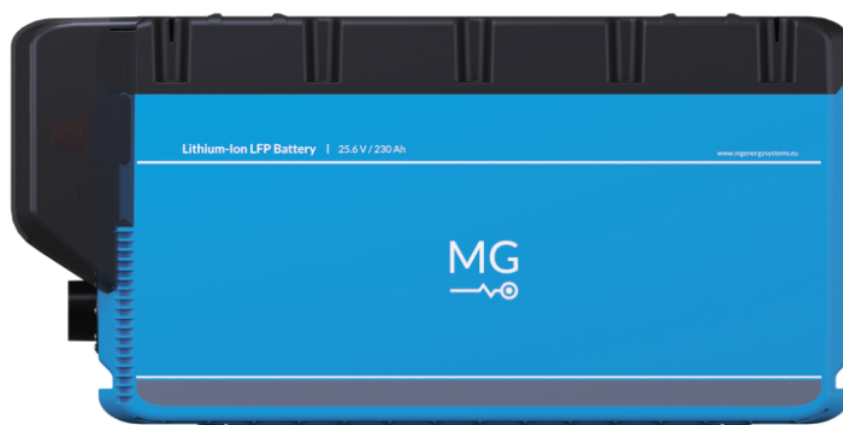 Lithium-Ion LFP Battery | 25.6 V / 230 Ah
www.mgenergysystems.eu
MG